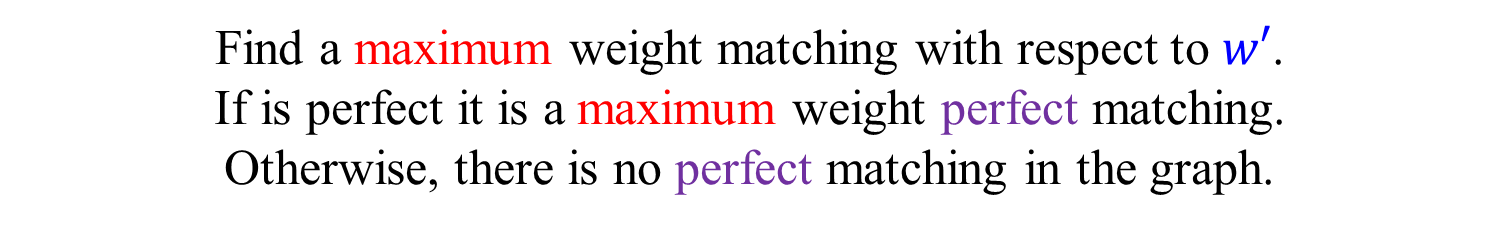 Find a maximum weight matching with respect to w′.
If is perfect it is a maximum weight perfect matching.
Otherwise, there is no perfect matching in the graph.